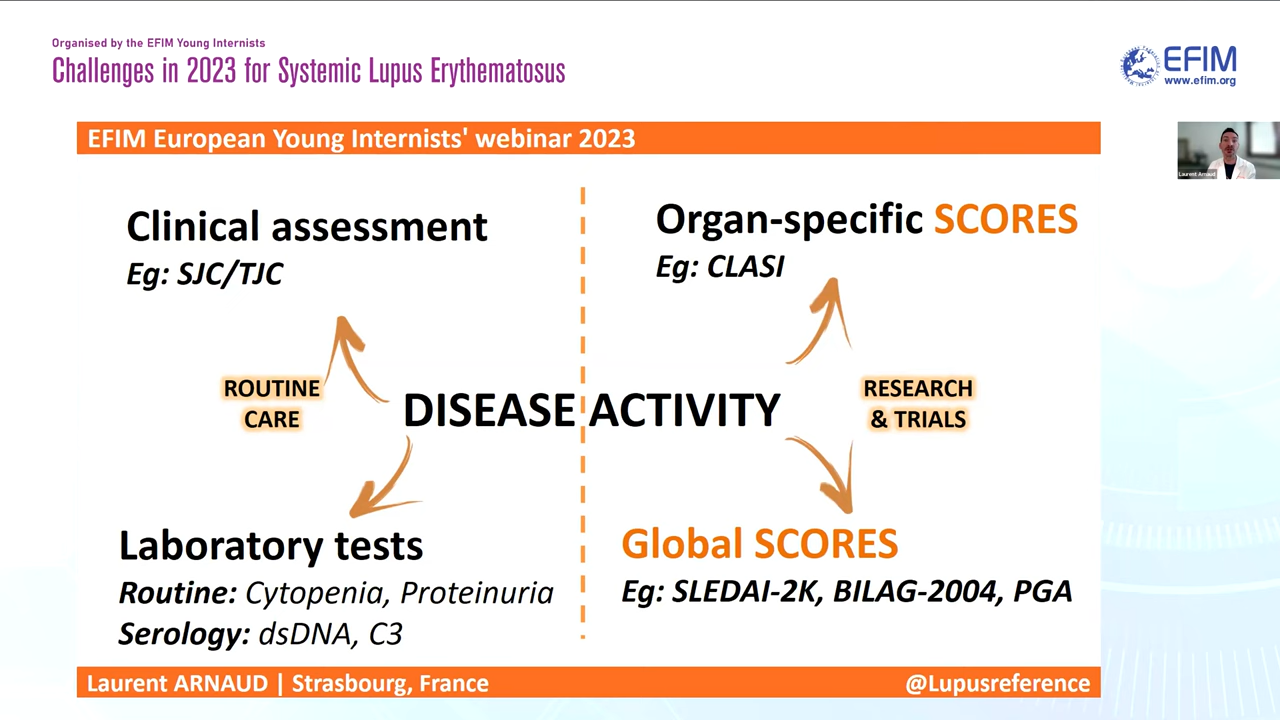 Organised by the EFIM Young Internists
Challenges in 2023 for Systemic Lupus Erythematosus
EFIM
www.efim.org
EFIM European Young Internists' webinar 2023
Laurent Arnaud
Clinical assessment
Eg: SJC/TJC
Organ-specific SCORES
Eg: CLASI
ROUTINE
CARE
DISEASE ACTIVITY
RESEARCH
& TRIALS
Laboratory tests
Routine: Cytopenia, Proteinuria
Serology: dsDNA, C3
Global SCORES
Eg: SLEDAI-2K, BILAG-2004, PGA
Laurent ARNAUD | Strasbourg, France
@Lupusreference